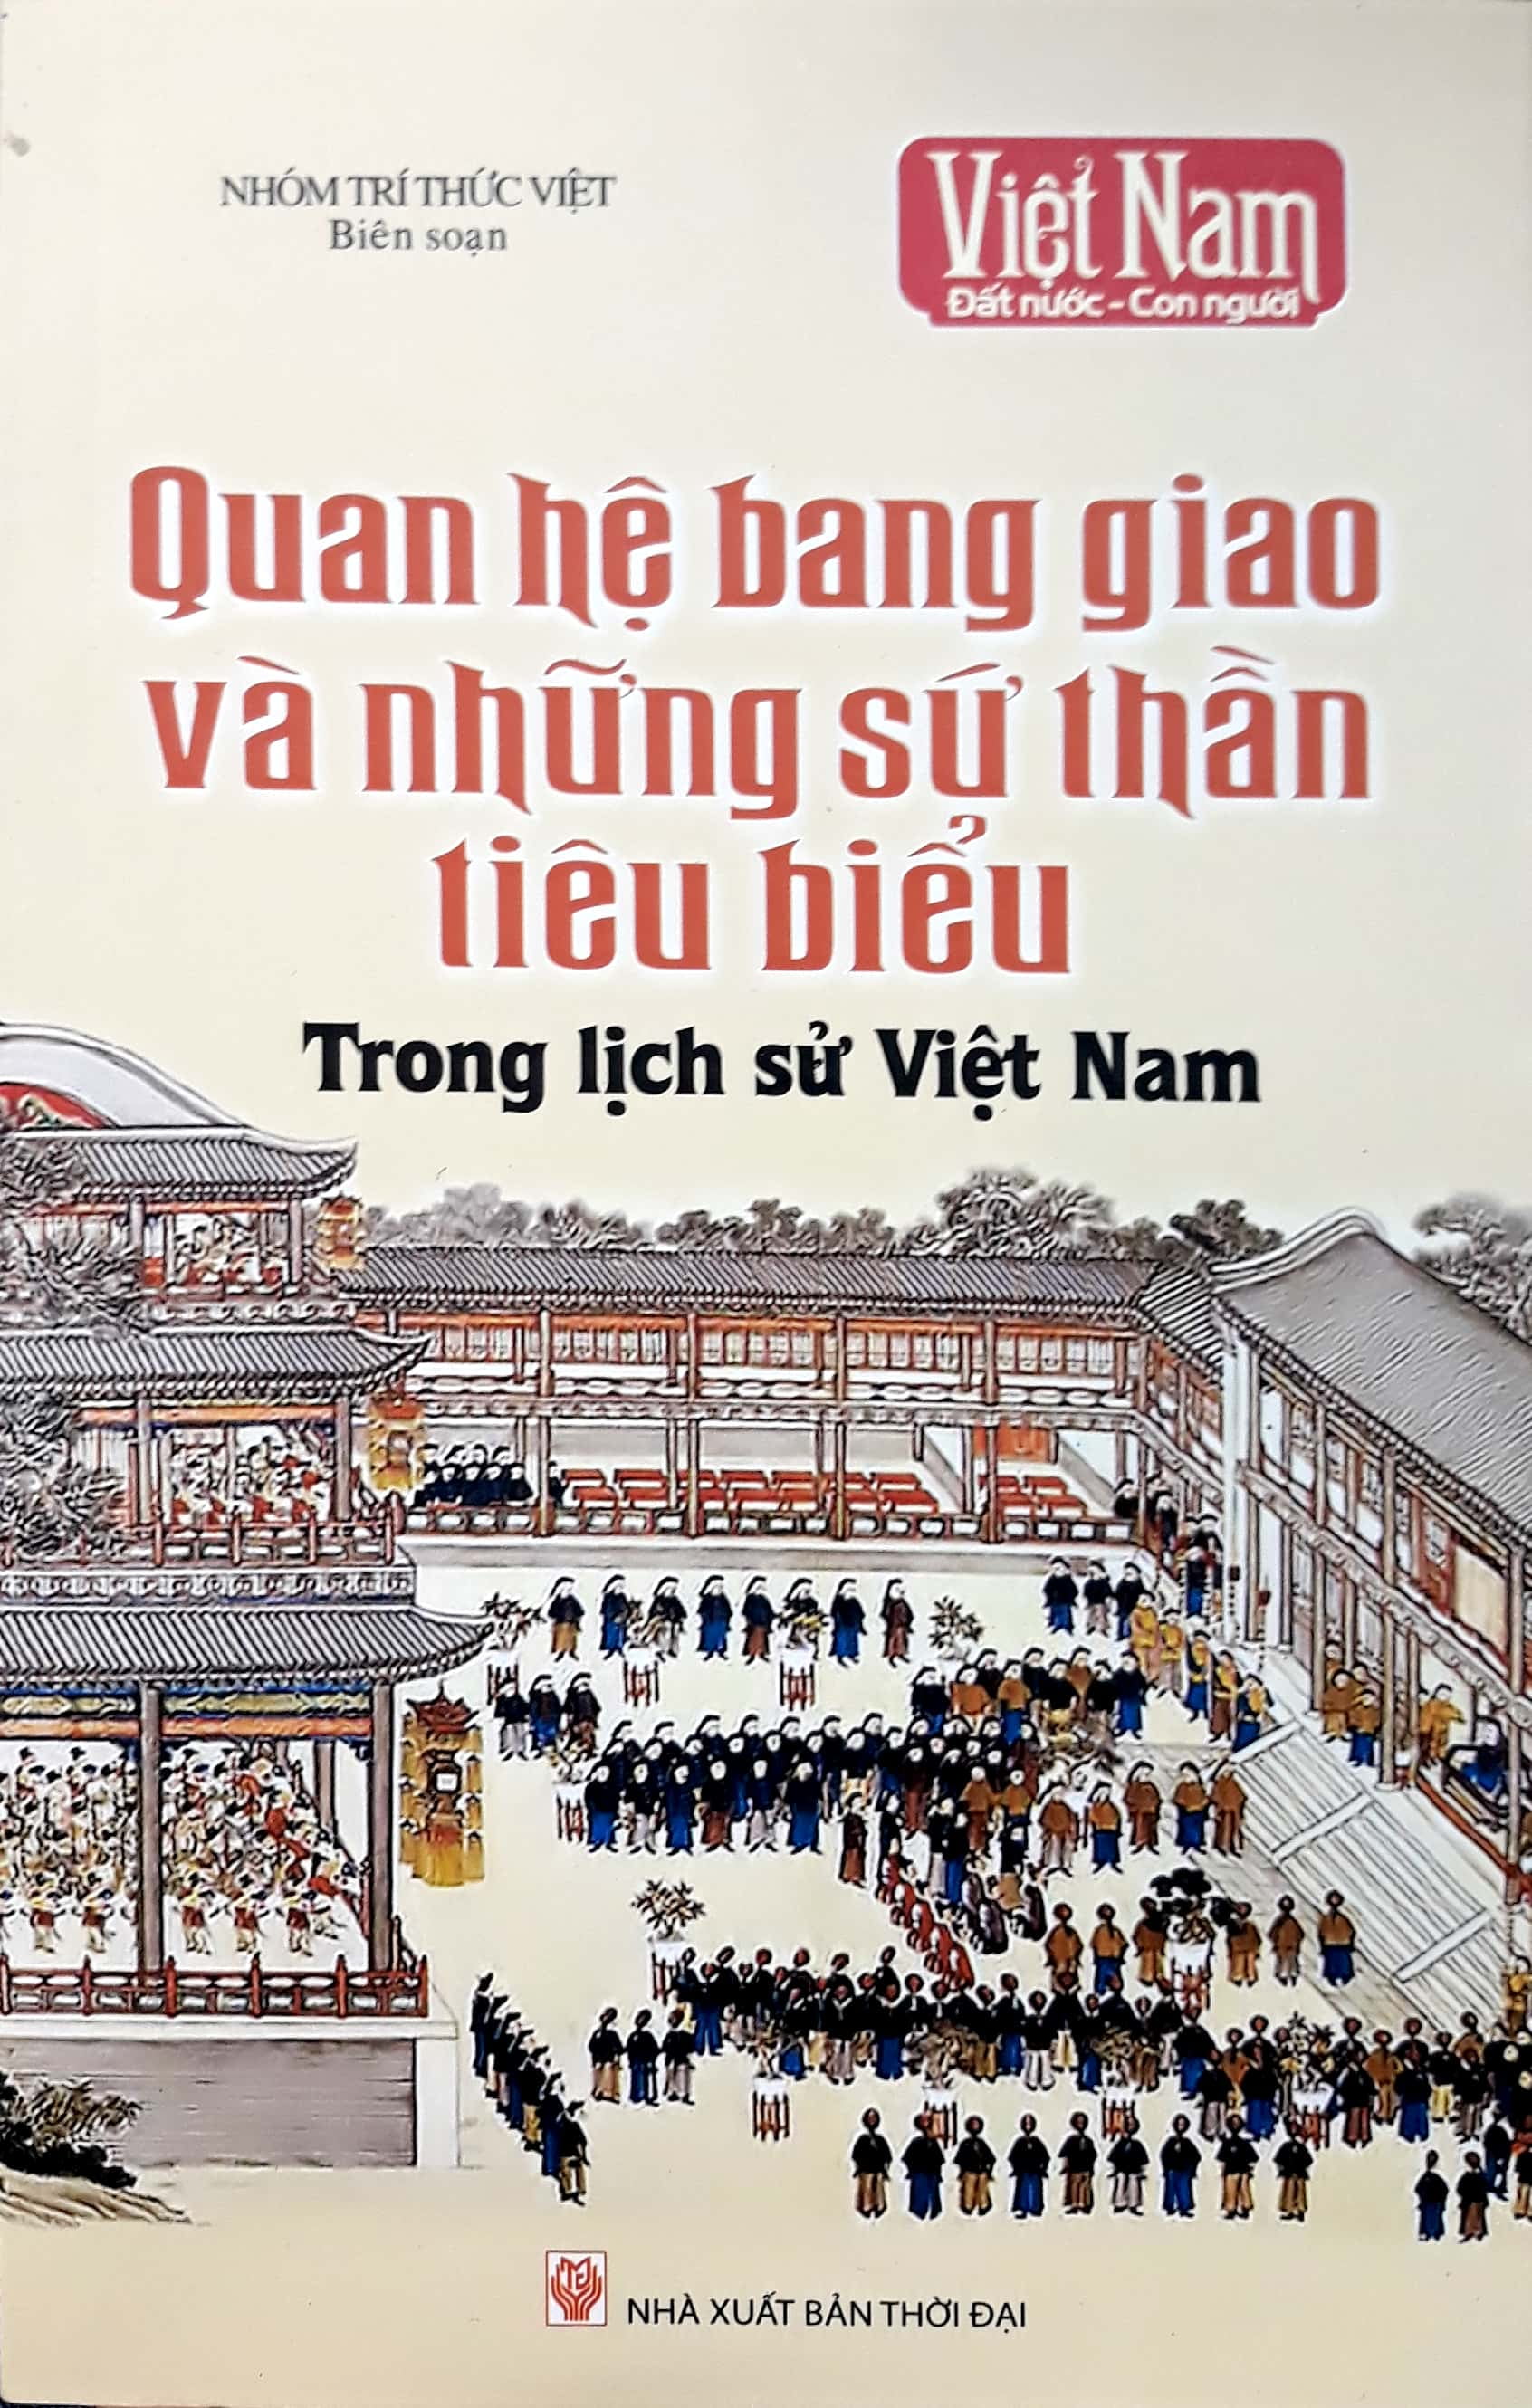 NHÓM TRÍ THỨC VIỆT
Biên soạn
Việt Nam
Đất nước - Con người
Quan hệ bang giao
và những sứ thần
tiêu biểu
Trong lịch sử Việt Nam
NHÀ XUẤT BẢN THỜI ĐẠI